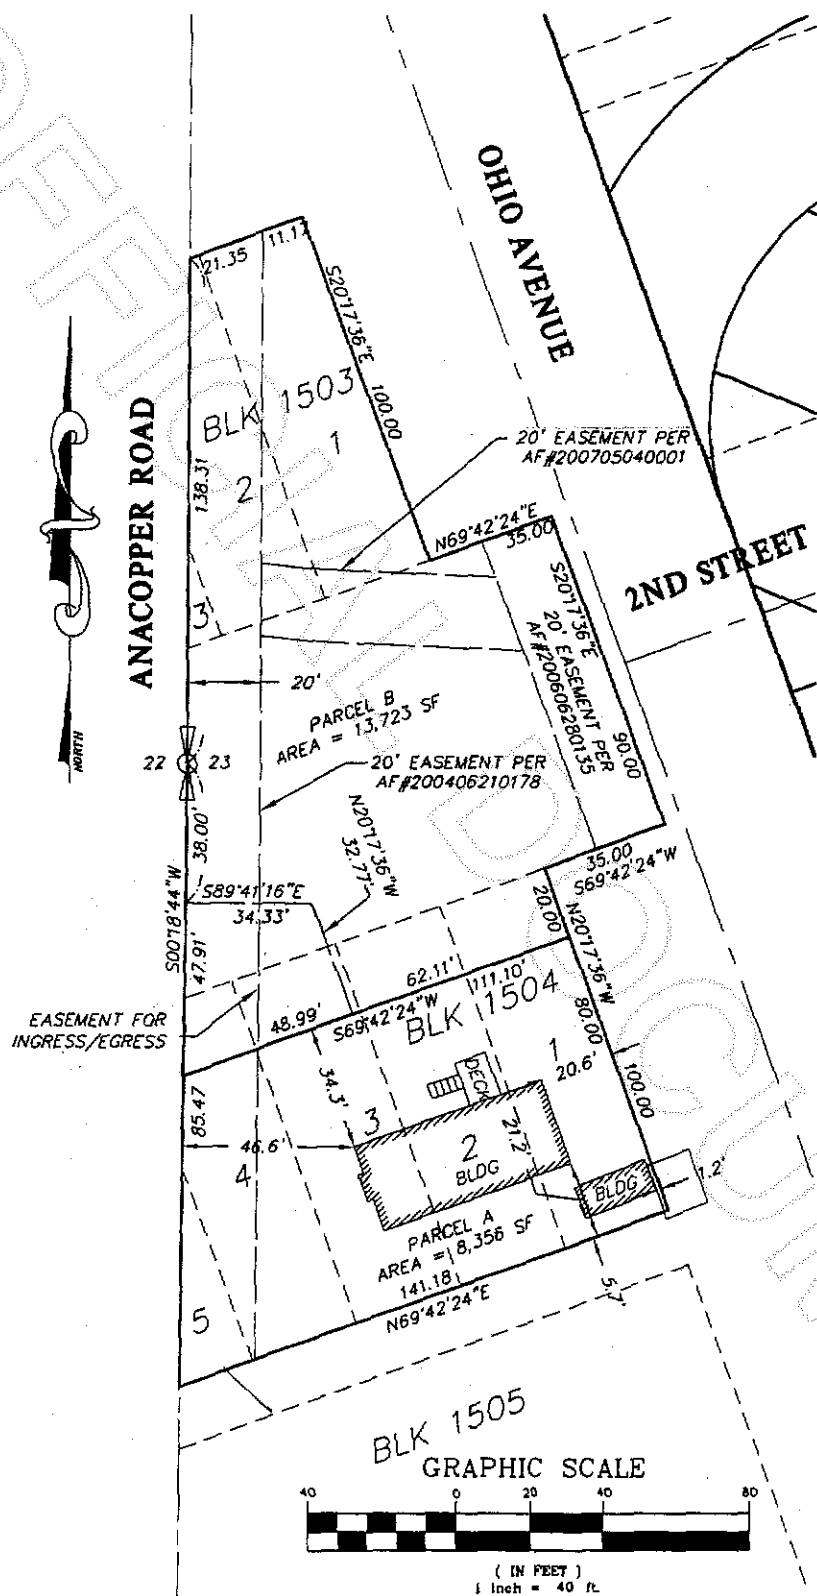 OHIO AVENUE
21.35
11.17
S20°17'36"E
100.00
BLK 1503
1
2
3
138.31
ANACOPPER ROAD
20' EASEMENT PER
AF#200705040001
N69°42'24"E
35.00
2ND STREET
S20°17'36"E
20' EASEMENT PER
AF#200606280135
90.00
20'
PARCEL B
AREA = 13,723 SF
NORTH
22
23
20' EASEMENT PER
AF#200406210178
N20°17'36"W
32.77'
38.00'
S89°41'16"E
34.33'
S00°18'44"W
47.91'
35.00
S69°42'24"W
20.00
N20°17'36"W
80.00
100.00
62.11'
111.10'
48.99'
S69°42'24"W
BLK 1504
EASEMENT FOR
INGRESS/EGRESS
34.3'
DECK
1
20.6'
85.47
46.6'
3
4
2
BLDG
21.2'
BLDG
1.2'
PARCEL A
AREA = 8,356 SF
141.18
N69°42'24"E
5.7'
5
BLK 1505
GRAPHIC SCALE
40 0 20 40 80
( IN FEET )
1 inch = 40 ft.